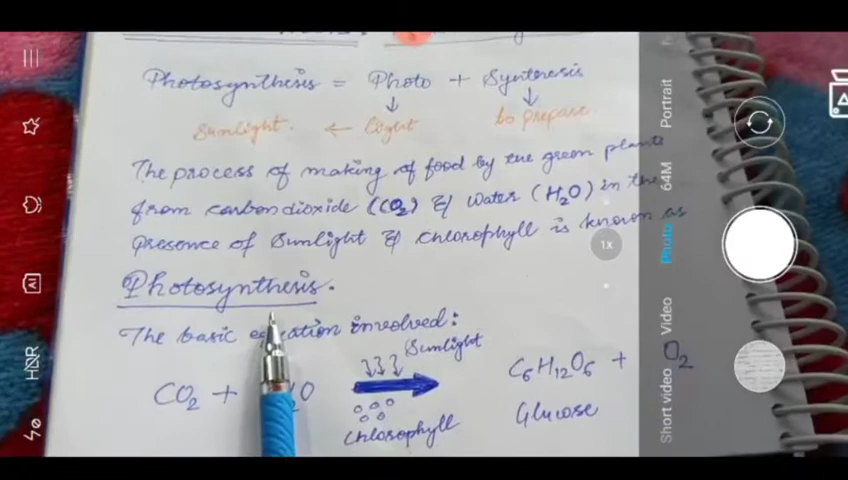 Photosynthesis = Photo + Synthesis
Sunlight. ← Light to prepare
The process of making of food by the green plants
from carbondioxide (CO2) & water (H2O) in the
presence of Sunlight & chlorophyll is known as
Photosynthesis.
The basic equation involved:
Sunlight
CO2 + 2O C6H12O6 + O2
Chlorophyll Glucose
Portrait
64M
Photo
Video
Short video
1X
AI
HDR